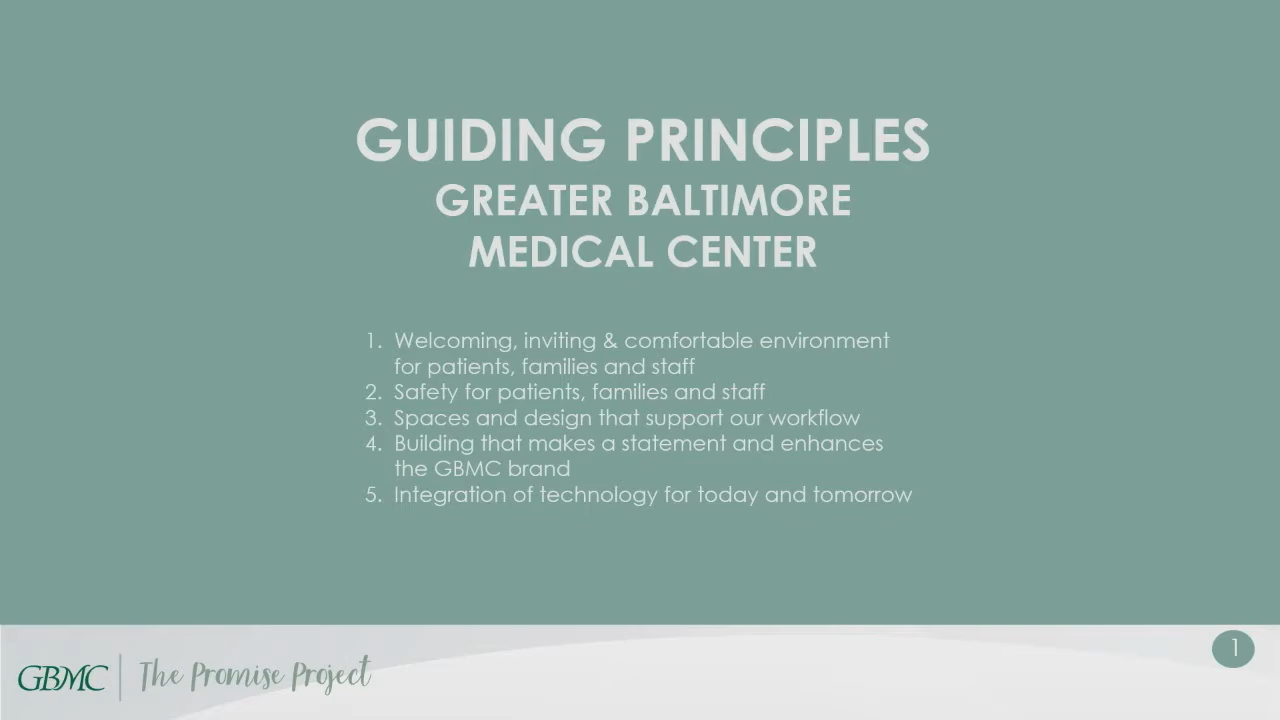 GUIDING PRINCIPLES
GREATER BALTIMORE
MEDICAL CENTER
1. Welcoming, inviting & comfortable environment
for patients, families and staff
2. Safety for patients, families and staff
3. Spaces and design that support our workflow
4. Building that makes a statement and enhances
the GBMC brand
5. Integration of technology for today and tomorrow
GBMC | The Promise Project
1